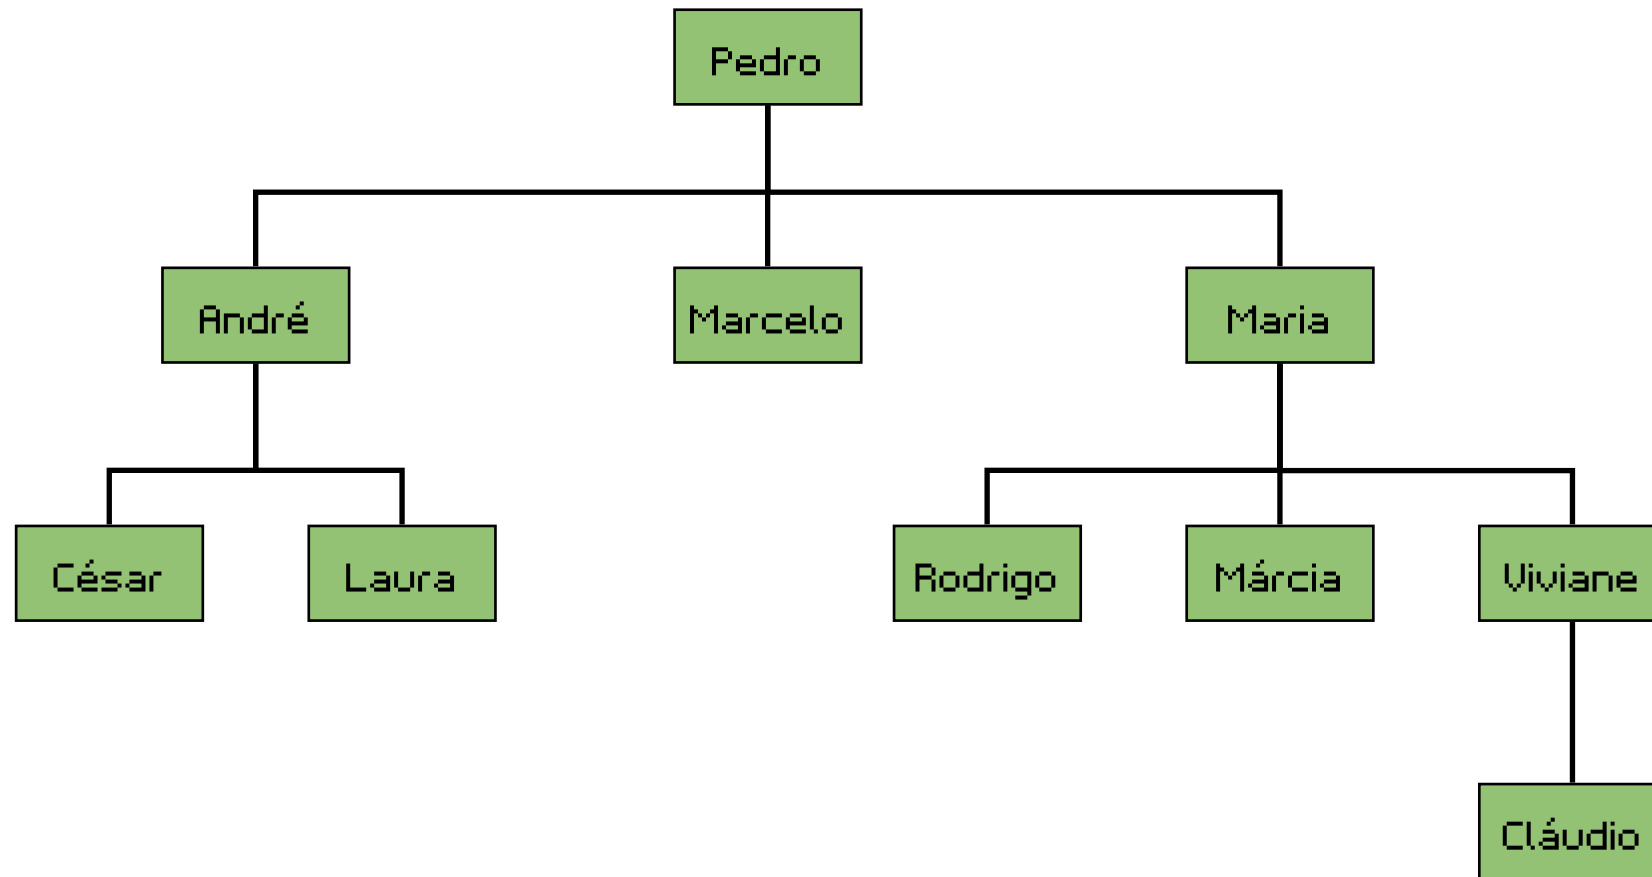 Pedro
André
Marcelo
Maria
César
Laura
Rodrigo
Márcia
Viviane
Cláudio